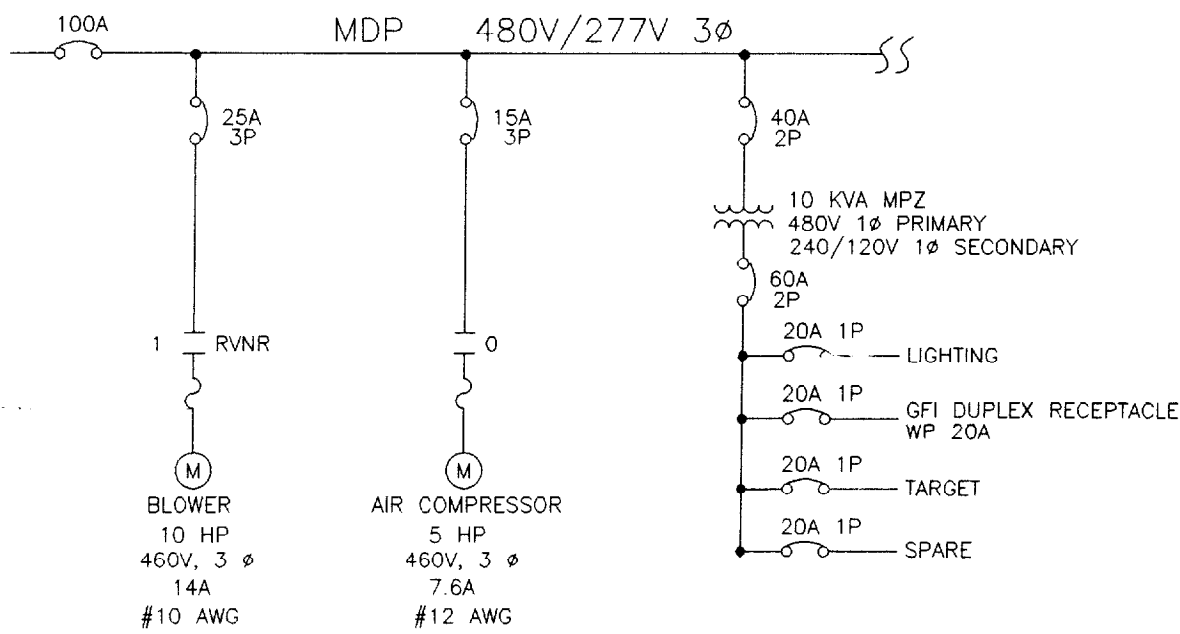 100A
MDP 480V/277V 3ø
25A
3P
15A
3P
40A
2P
10 KVA MPZ
480V 1ø PRIMARY
240/120V 1ø SECONDARY
60A
2P
1 RVNR
0
20A 1P
LIGHTING
20A 1P
GFI DUPLEX RECEPTACLE
WP 20A
20A 1P
TARGET
20A 1P
SPARE
M
BLOWER
10 HP
460V, 3 ø
14A
#10 AWG
M
AIR COMPRESSOR
5 HP
460V, 3 ø
7.6A
#12 AWG